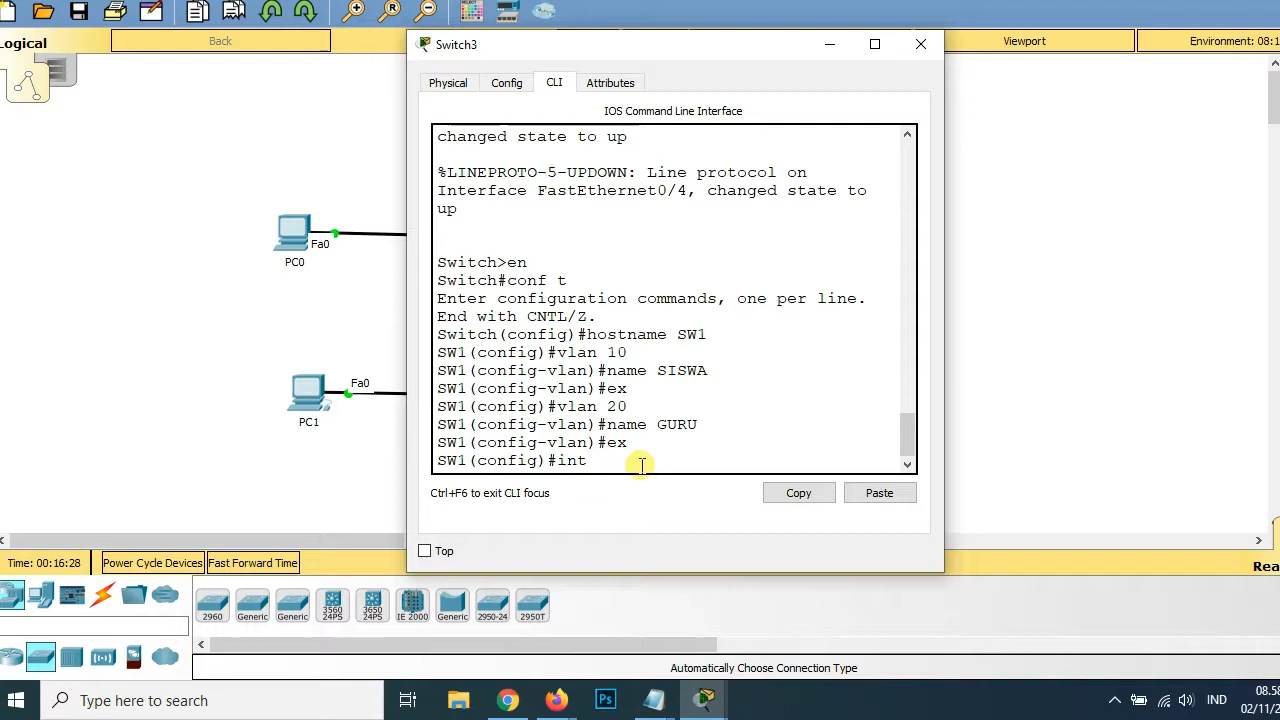 Logical
Back
Viewport
Environment: 08:1
Switch3
Physical
Config
CLI
Attributes
IOS Command Line Interface
changed state to up
%LINEPROTO-5-UPDOWN: Line protocol on
Interface FastEthernet0/4, changed state to
up
Switch>en
Switch#conf t
Enter configuration commands, one per line.
End with CNTL/Z.
Switch(config)#hostname SW1
SW1(config)#vlan 10
SW1(config-vlan)#name SISWA
SW1(config-vlan)#ex
SW1(config)#vlan 20
SW1(config-vlan)#name GURU
SW1(config-vlan)#ex
SW1(config)#int
Ctrl+F6 to exit CLI focus
Copy
Paste
Top
Fa0
PC0
Fa0
PC1
Time: 00:16:28
Power Cycle Devices
Fast Forward Time
Rea
2960
Generic
Generic
3560 24PS
3650 24PS
IE 2000
Generic
2950-24
2950T
Automatically Choose Connection Type
Type here to search
Ps
IND
08.58
02/11/2